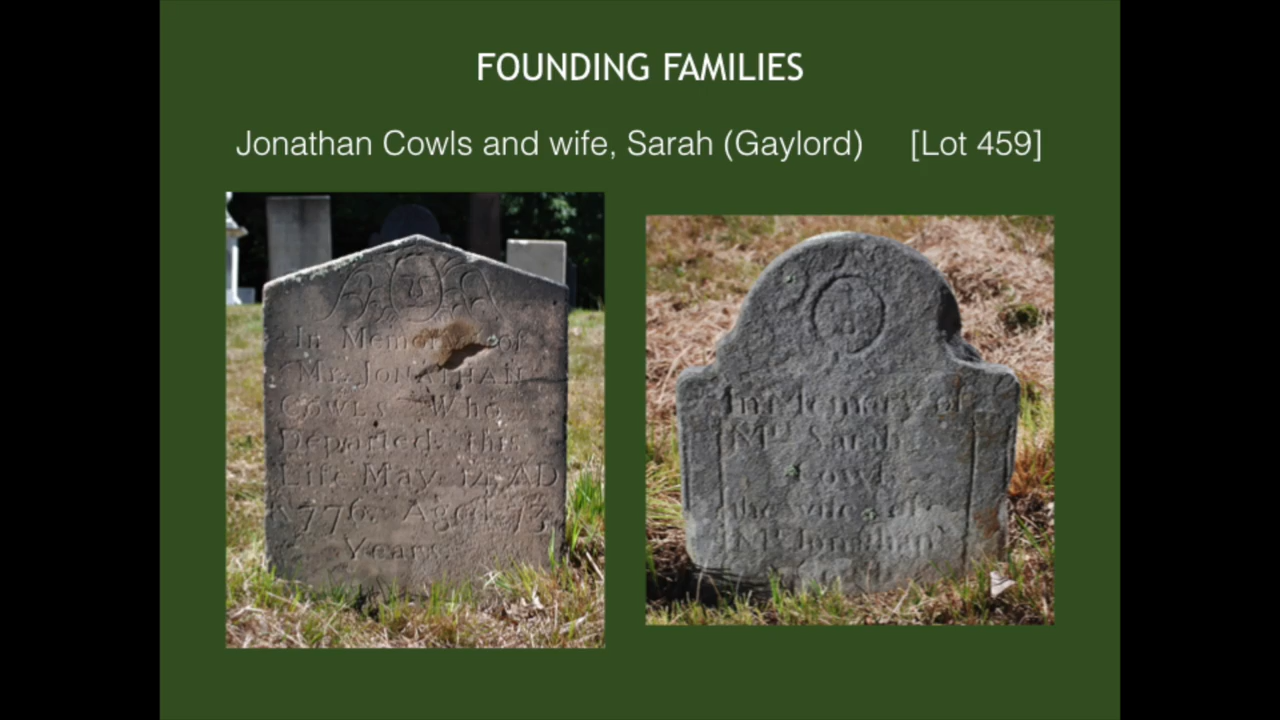 FOUNDING FAMILIES
Jonathan Cowls and wife, Sarah (Gaylord) [Lot 459]
In Memory of
Mr. JONATHAN
COWLS Who
Departed this
Life May 14 AD
1776. Aged 73
Years
In Memory of
Mrs Sarah
Cowl
the wife of
Mr Jonathan